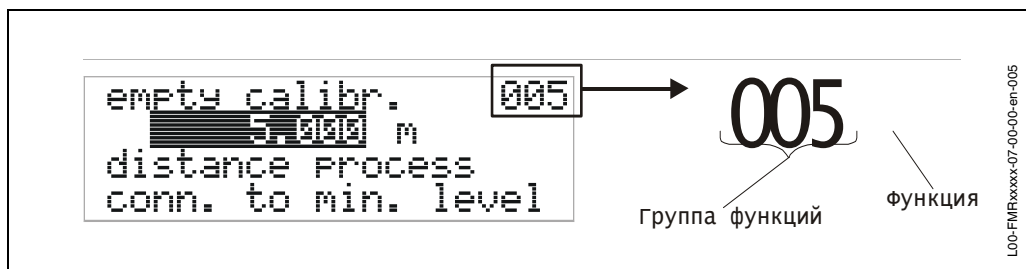 empty calibr. 005
5.000 m
distance process
conn. to min. level
005
Группа функций
Функция
L00-FMRxxxxx-07-00-00-en-005